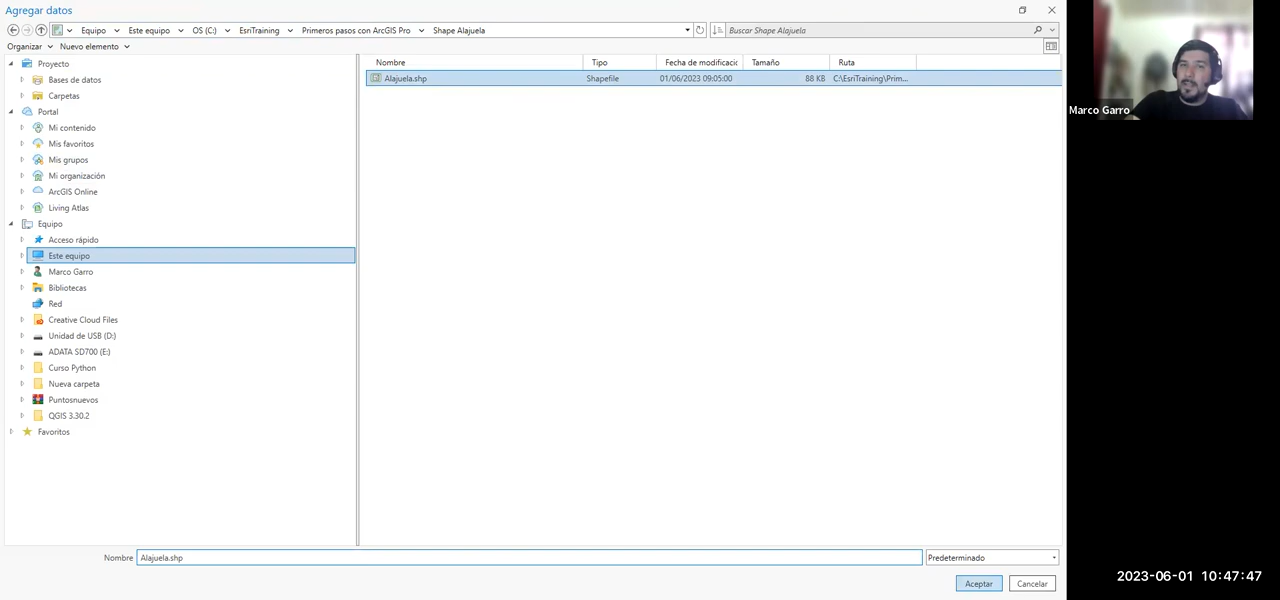 Agregar datos
Equipo Este equipo OS (C:) EsriTraining Primeros pasos con ArcGIS Pro Shape Alajuela
Buscar Shape Alajuela
Organizar Nuevo elemento
Proyecto
Bases de datos
Carpetas
Portal
Mi contenido
Mis favoritos
Mis grupos
Mi organización
ArcGIS Online
Living Atlas
Equipo
Acceso rápido
Este equipo
Marco Garro
Bibliotecas
Red
Creative Cloud Files
Unidad de USB (D:)
ADATA SD700 (E:)
Curso Python
Nueva carpeta
Puntosnuevos
QGIS 3.30.2
Favoritos
Nombre Tipo Fecha de modificació Tamaño Ruta
Alajuela.shp Shapefile 01/06/2023 09:05:00 88 KB C:\EsriTraining\Prim...
Nombre Alajuela.shp Predeterminado
Aceptar Cancelar
Marco Garro
2023-06-01 10:47:47